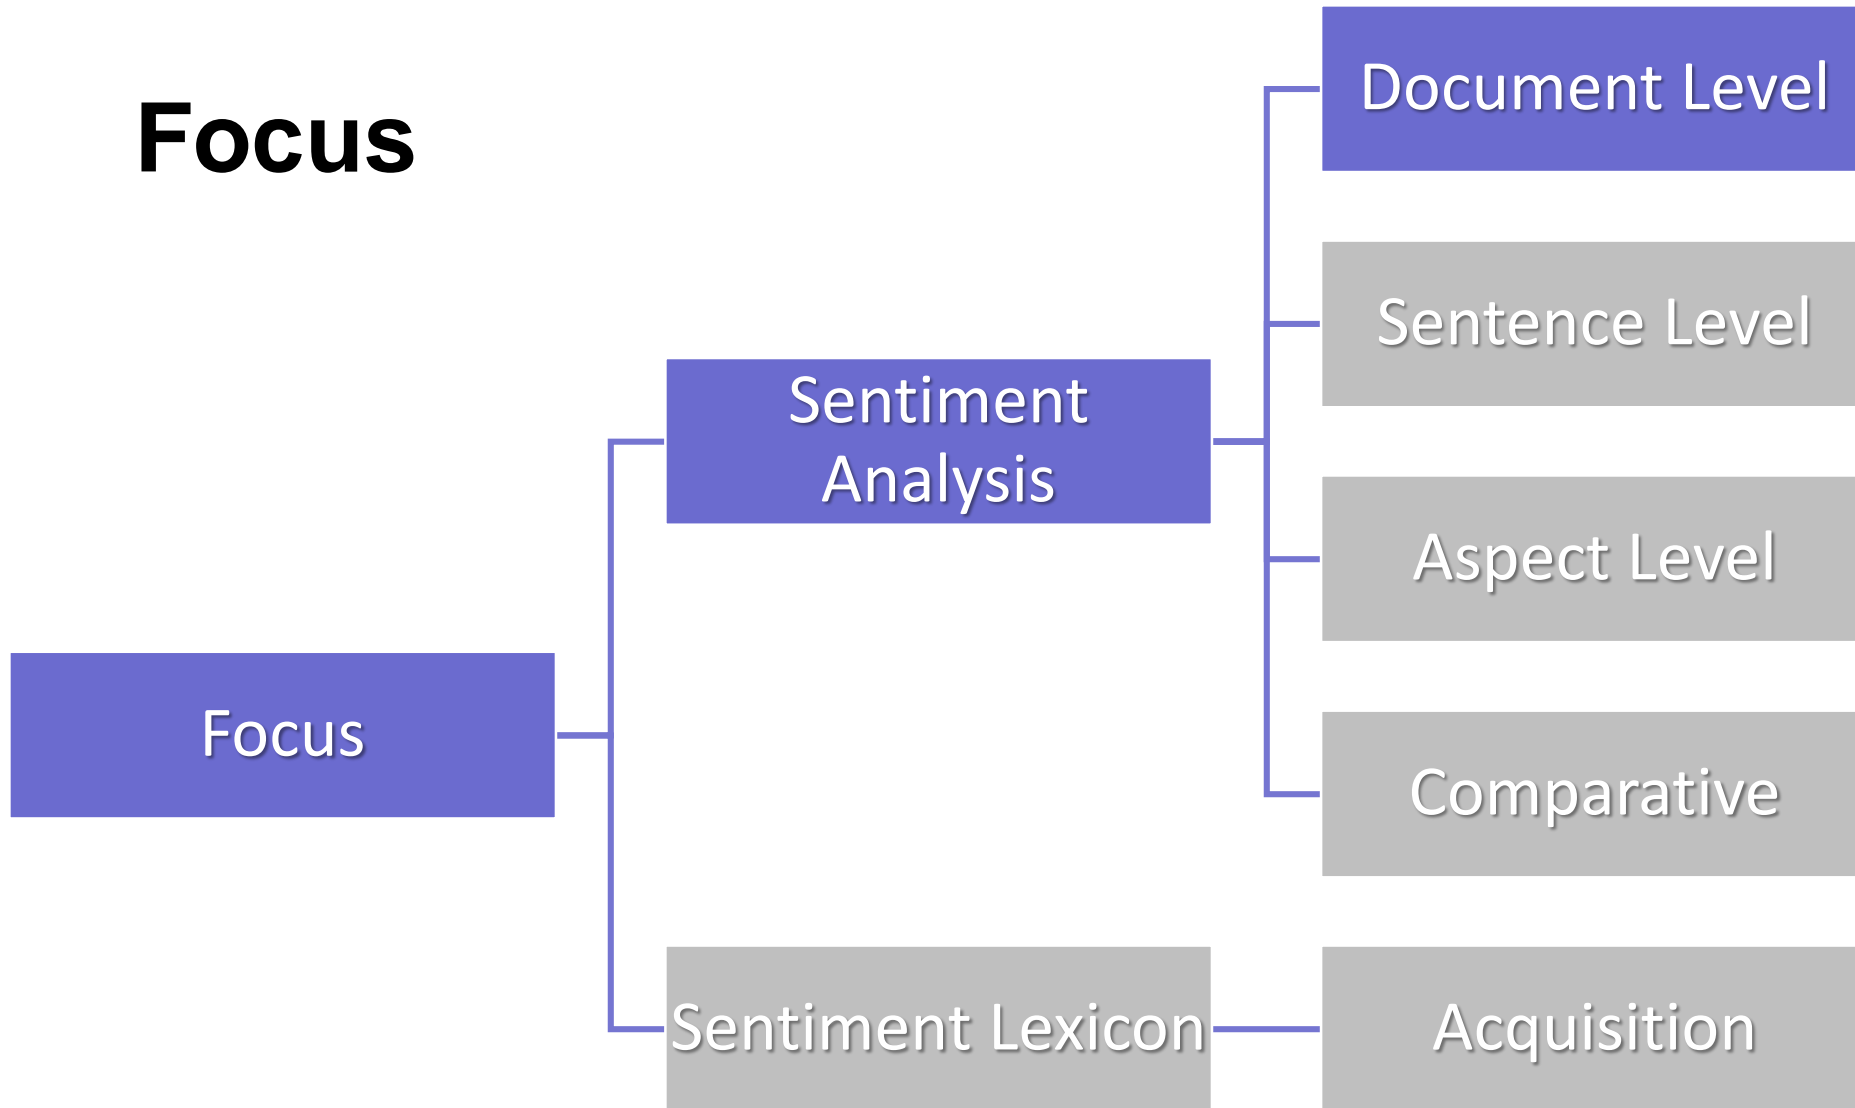 Focus
Document Level
Sentence Level
Sentiment
Analysis
Aspect Level
Focus
Comparative
Sentiment Lexicon
Acquisition